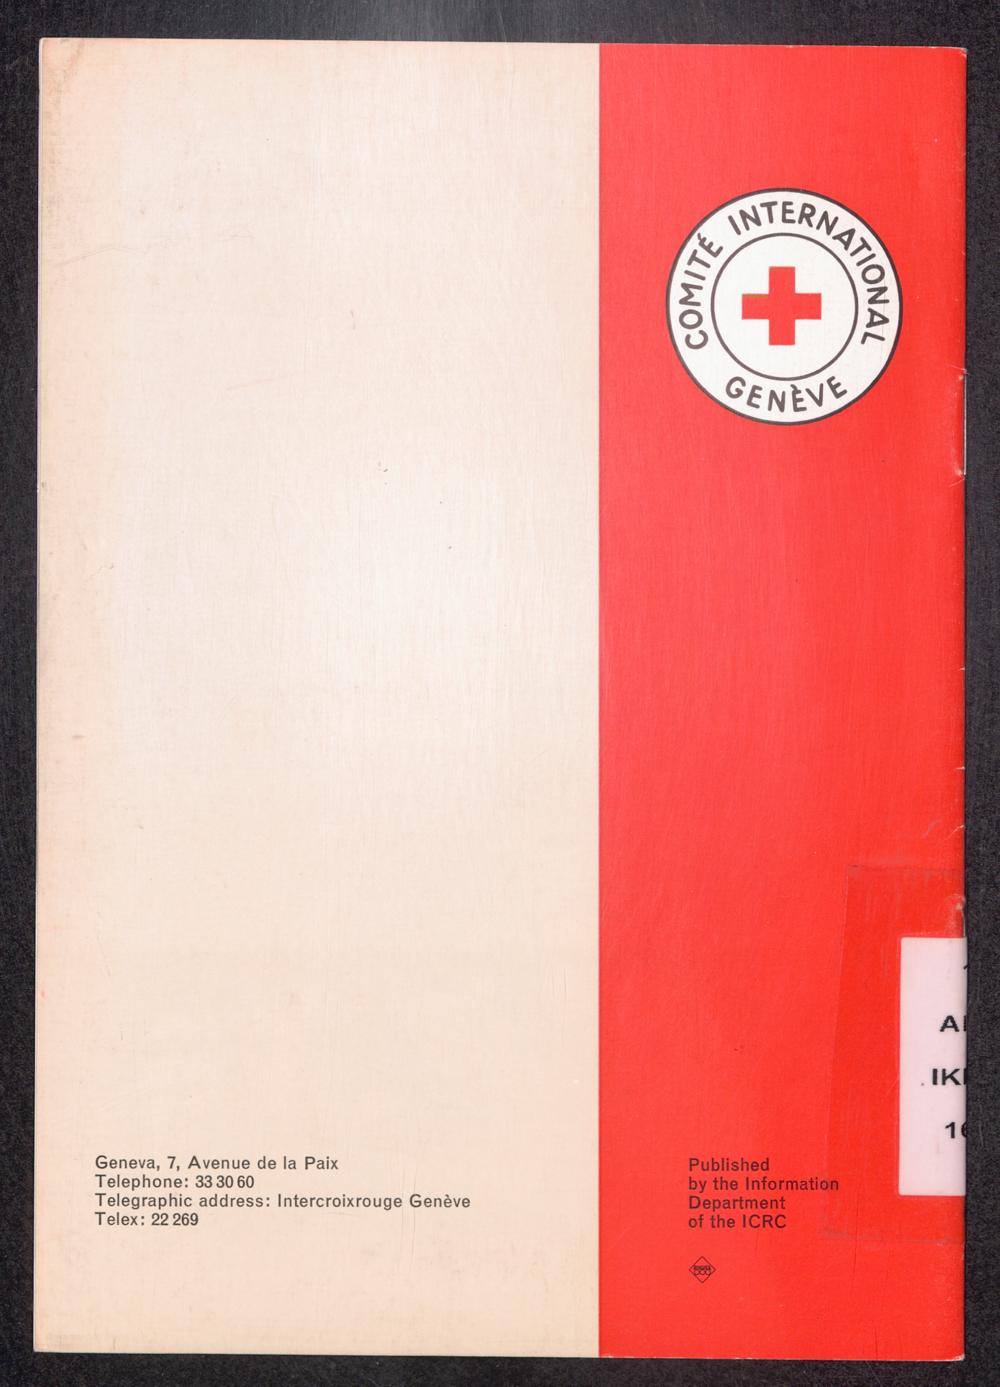 COMITÉ INTERNATIONAL
GENÈVE
Geneva, 7, Avenue de la Paix
Telephone: 33 30 60
Telegraphic address: Intercroixrouge Genève
Telex: 22 269
Published
by the Information
Department
of the ICRC